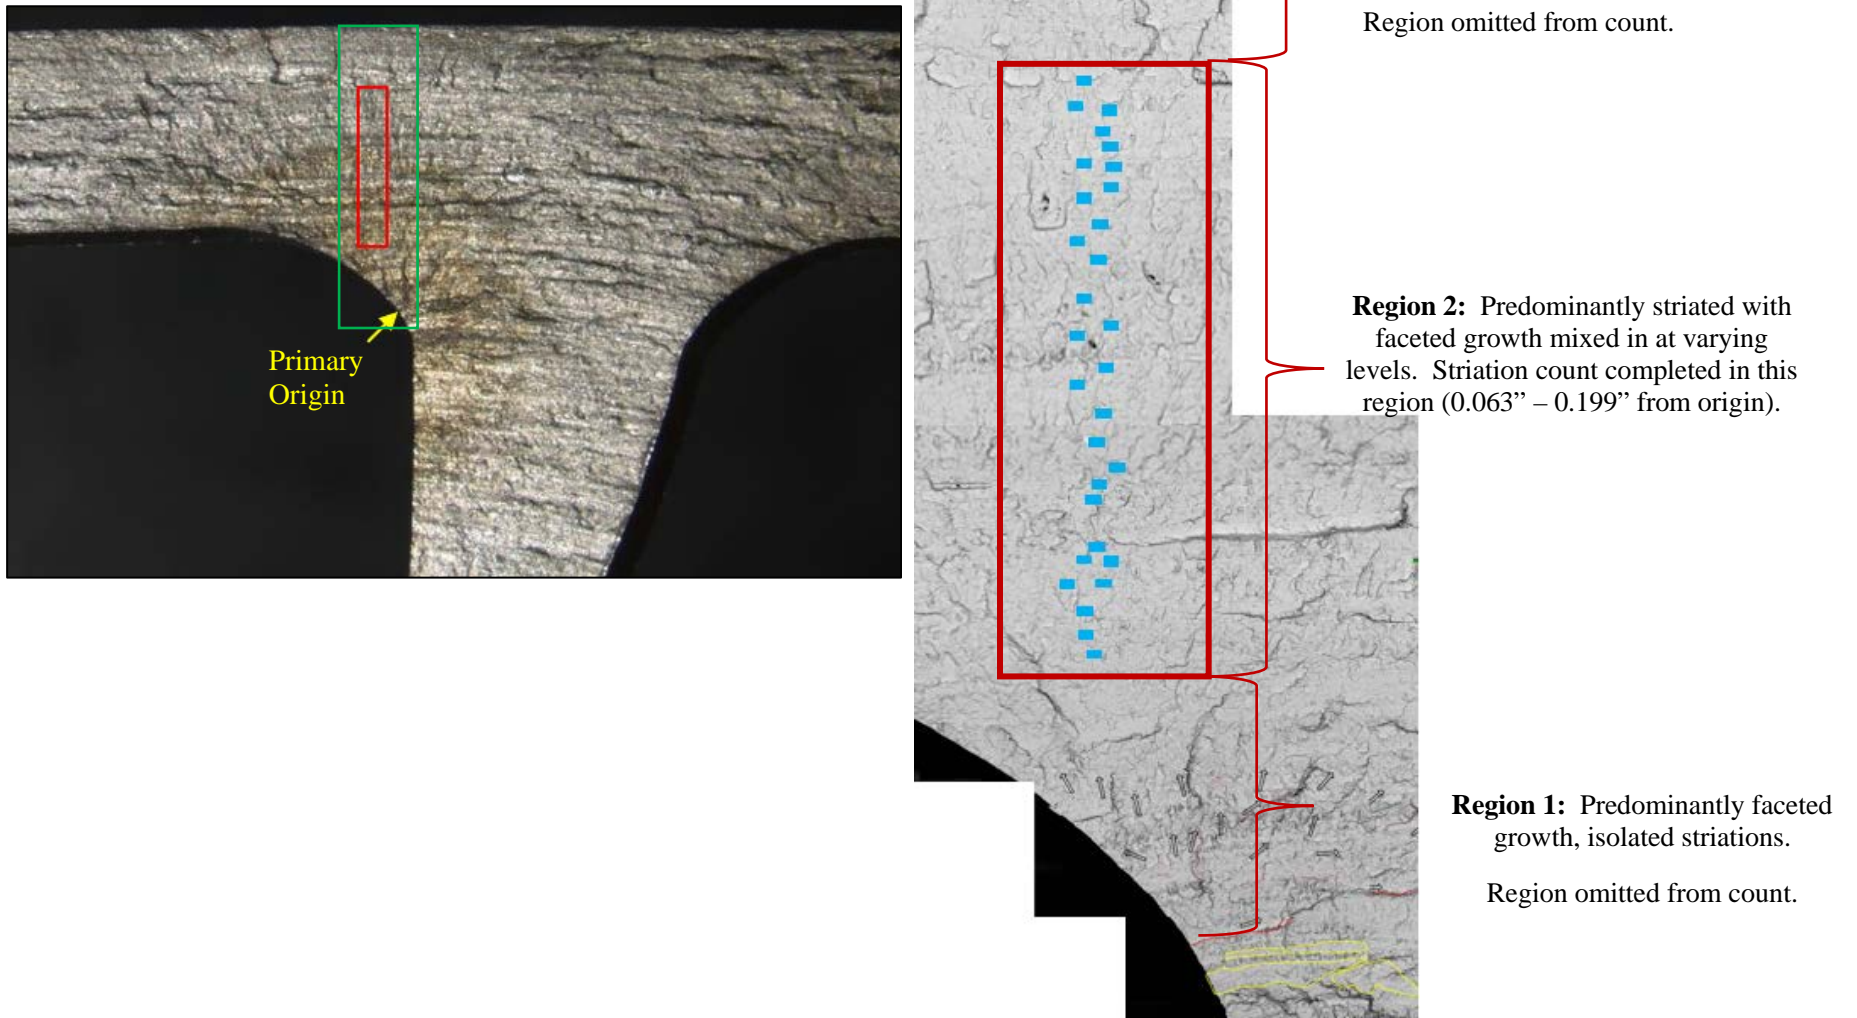 Primary
Origin
Region omitted from count.
Region 2: Predominantly striated with
faceted growth mixed in at varying
levels. Striation count completed in this
region (0.063” – 0.199” from origin).
Region 1: Predominantly faceted
growth, isolated striations.
Region omitted from count.